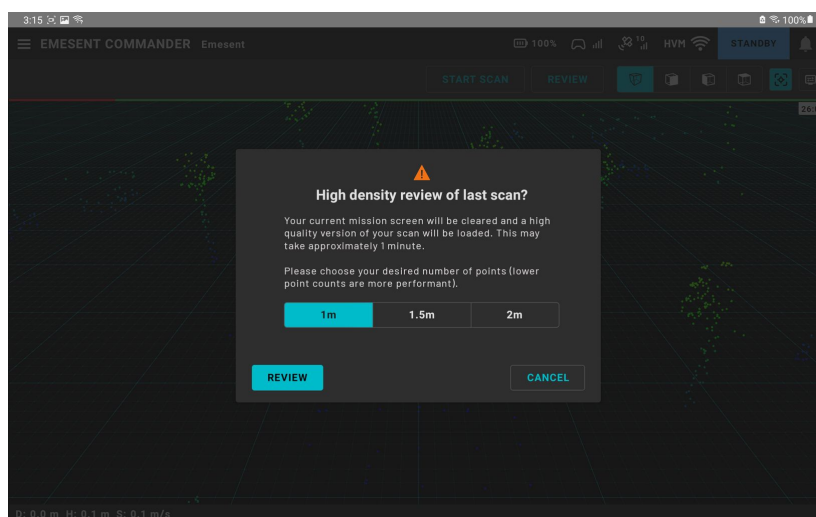 3:15
100%
EMESENT COMMANDER Emesent
100%
10
HVM
STANDBY
START SCAN
REVIEW
High density review of last scan?
Your current mission screen will be cleared and a high
quality version of your scan will be loaded. This may
take approximately 1 minute.
Please choose your desired number of points (lower
point counts are more performant).
1m 1.5m 2m
REVIEW CANCEL
D: 0.0 m H: 0.1 m S: 0.1 m/s